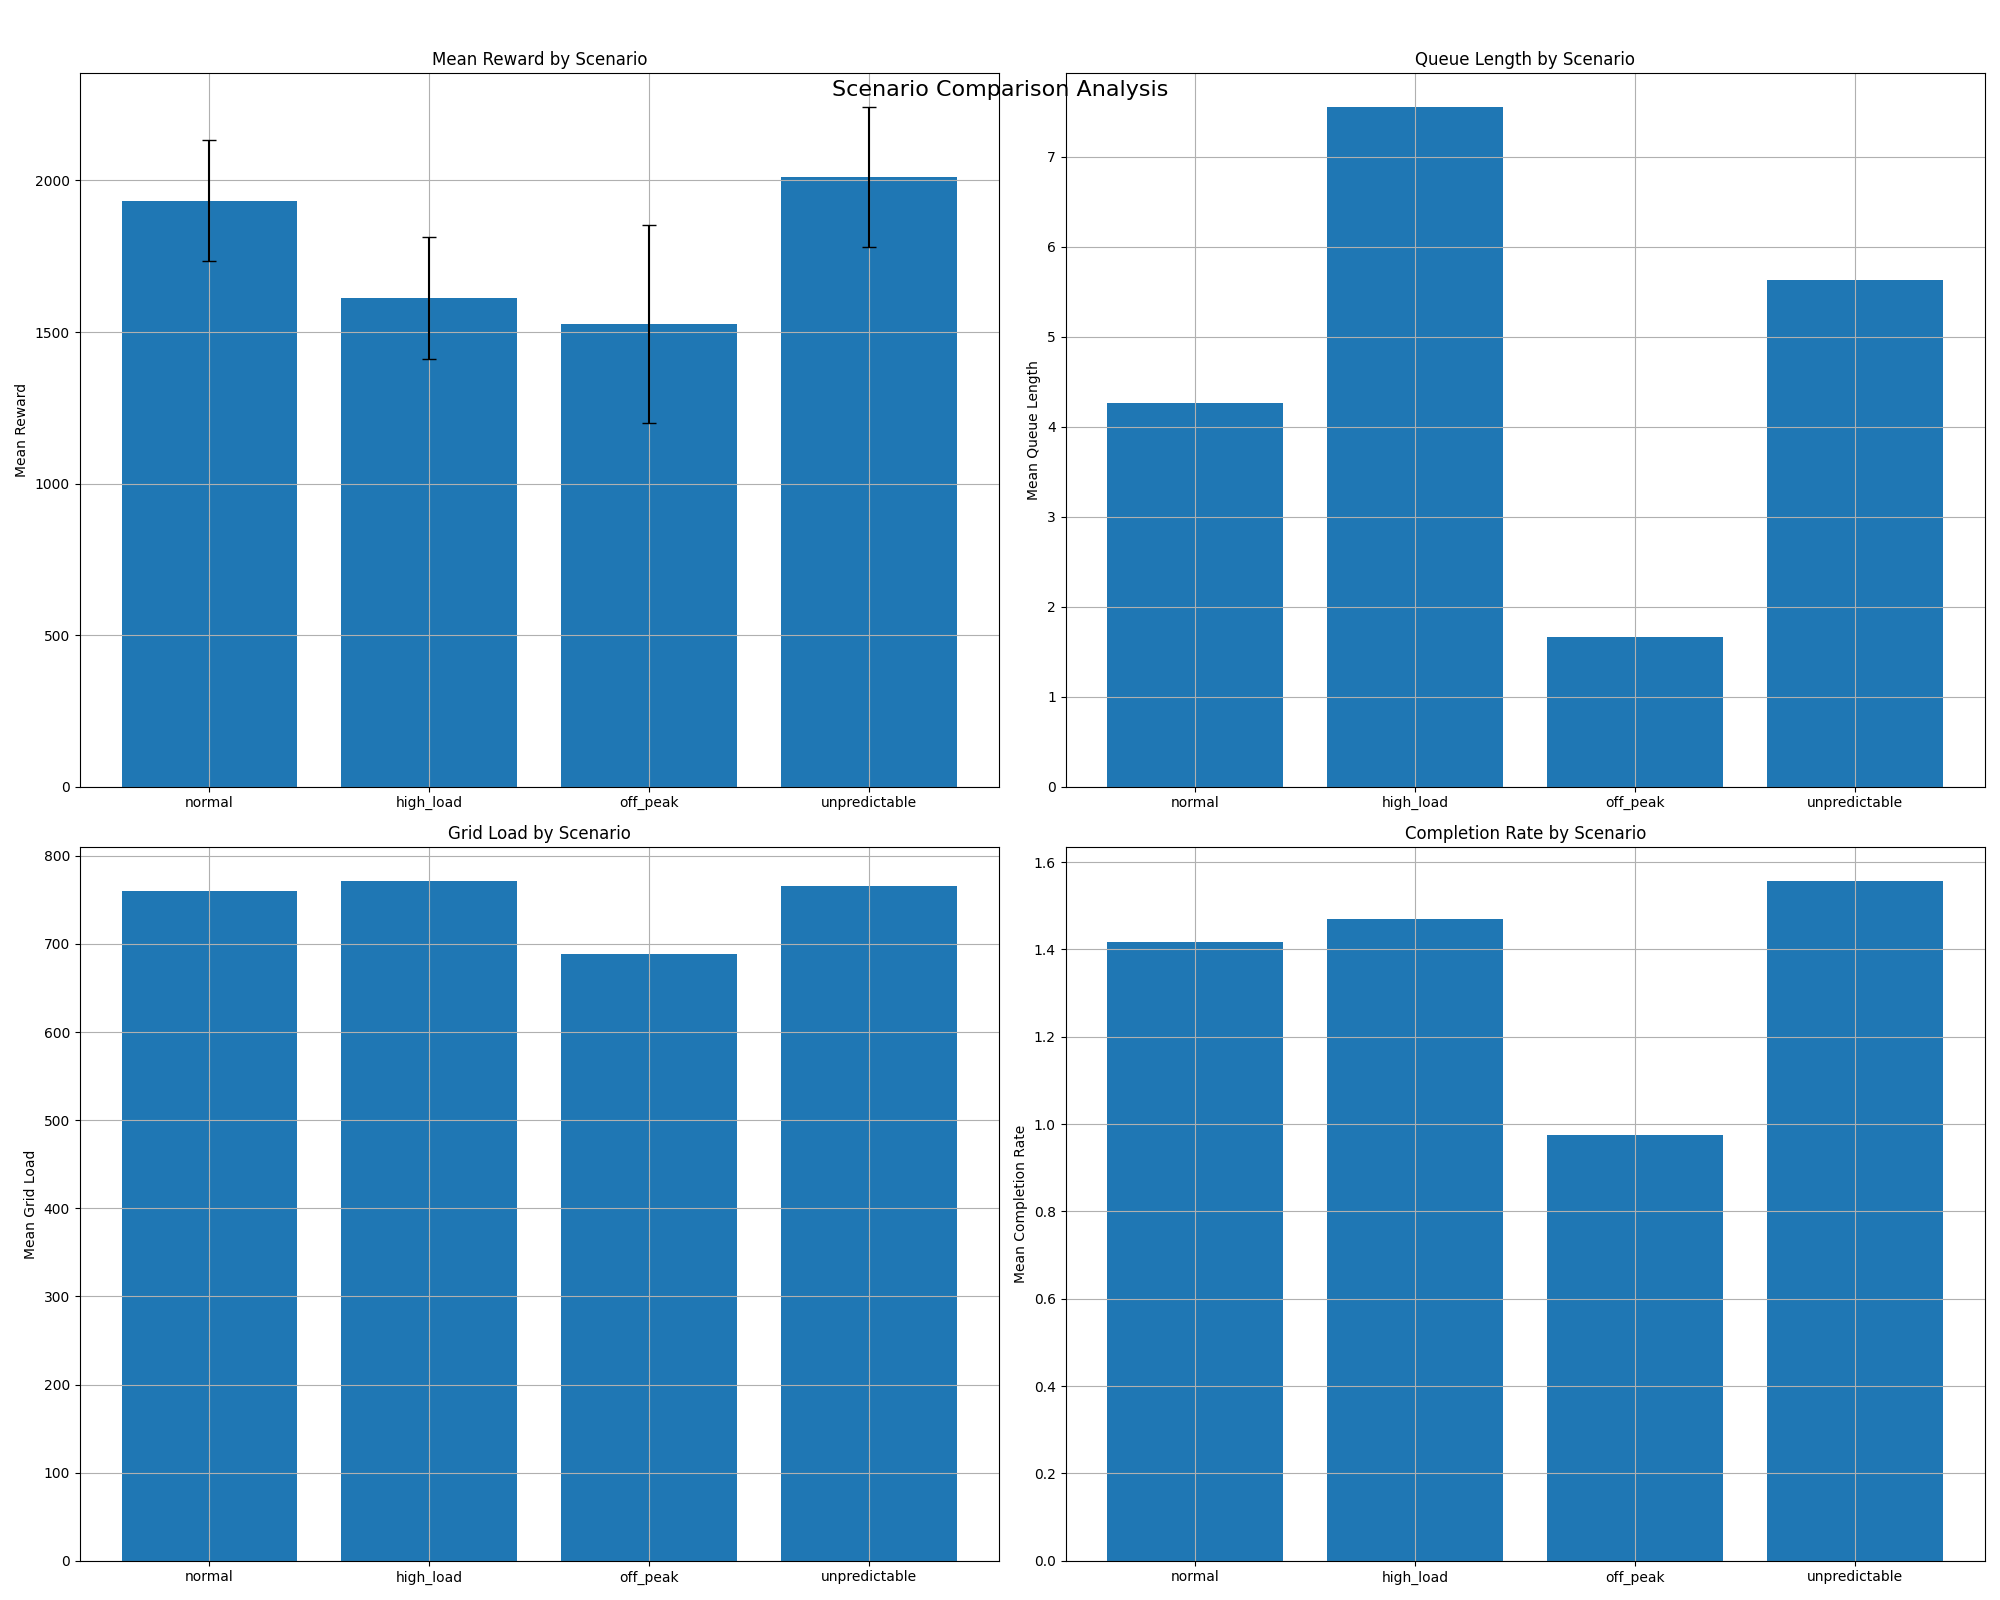 Scenario Comparison Analysis
Mean Reward by Scenario
Mean Reward
2000
1500
1000
500
0
normal
high_load
off_peak
unpredictable
Queue Length by Scenario
Mean Queue Length
7
6
5
4
3
2
1
0
normal
high_load
off_peak
unpredictable
Grid Load by Scenario
Mean Grid Load
800
700
600
500
400
300
200
100
0
normal
high_load
off_peak
unpredictable
Completion Rate by Scenario
Mean Completion Rate
1.6
1.4
1.2
1.0
0.8
0.6
0.4
0.2
0.0
normal
high_load
off_peak
unpredictable